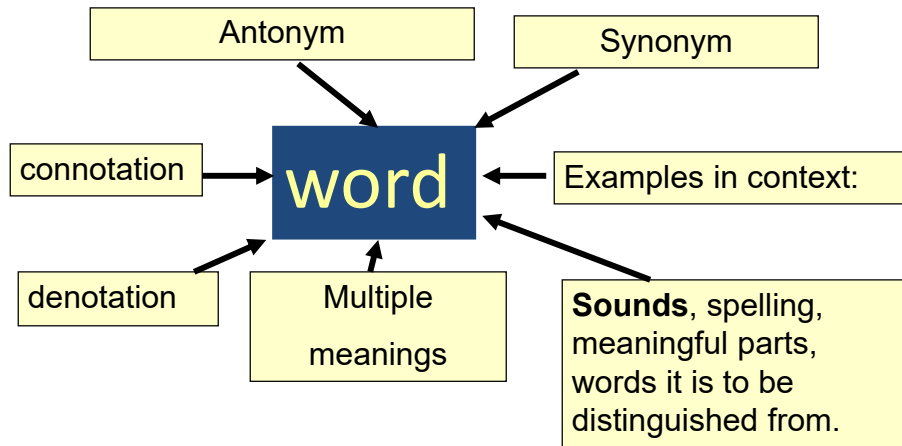 Antonym
Synonym
connotation
word
Examples in context:
denotation
Multiple
meanings
Sounds, spelling,
meaningful parts,
words it is to be
distinguished from.